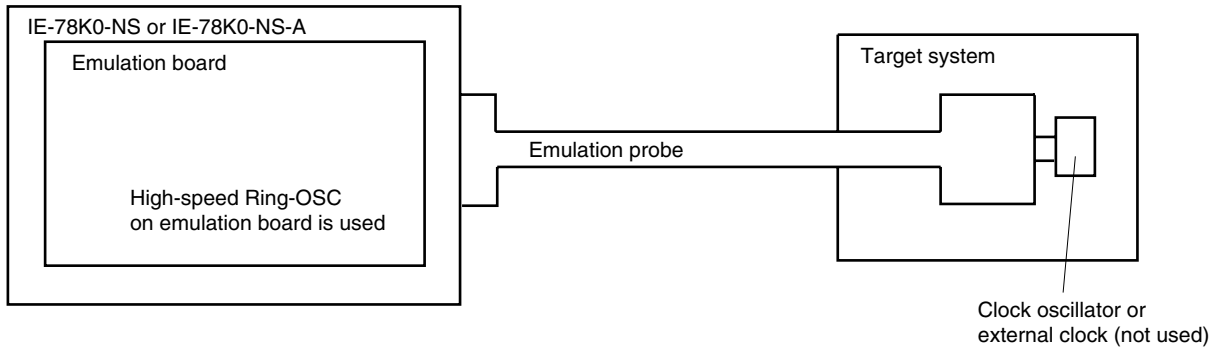 IE-78K0-NS or IE-78K0-NS-A
Emulation board
Target system
Emulation probe
High-speed Ring-OSC
on emulation board is used
Clock oscillator or
external clock (not used)